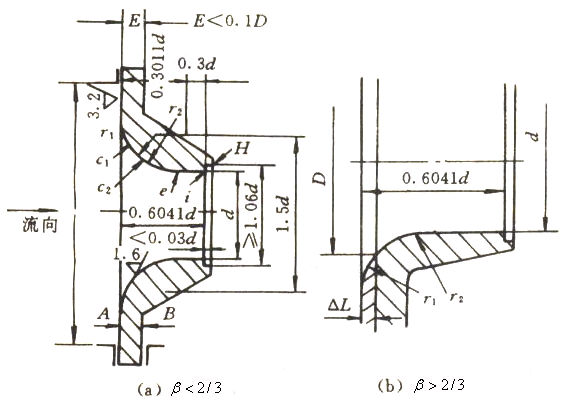 E
E<0.1D
0.3011d
0.3d
3.2
r₁
r₂
H
c₁
c₂
e
i
0.6041d
流向
<0.03d
1.6
d
≥1.06d
1.5d
A
B
(a) β<2/3
D
0.6041d
d
r₁
r₂
ΔL
(b) β>2/3